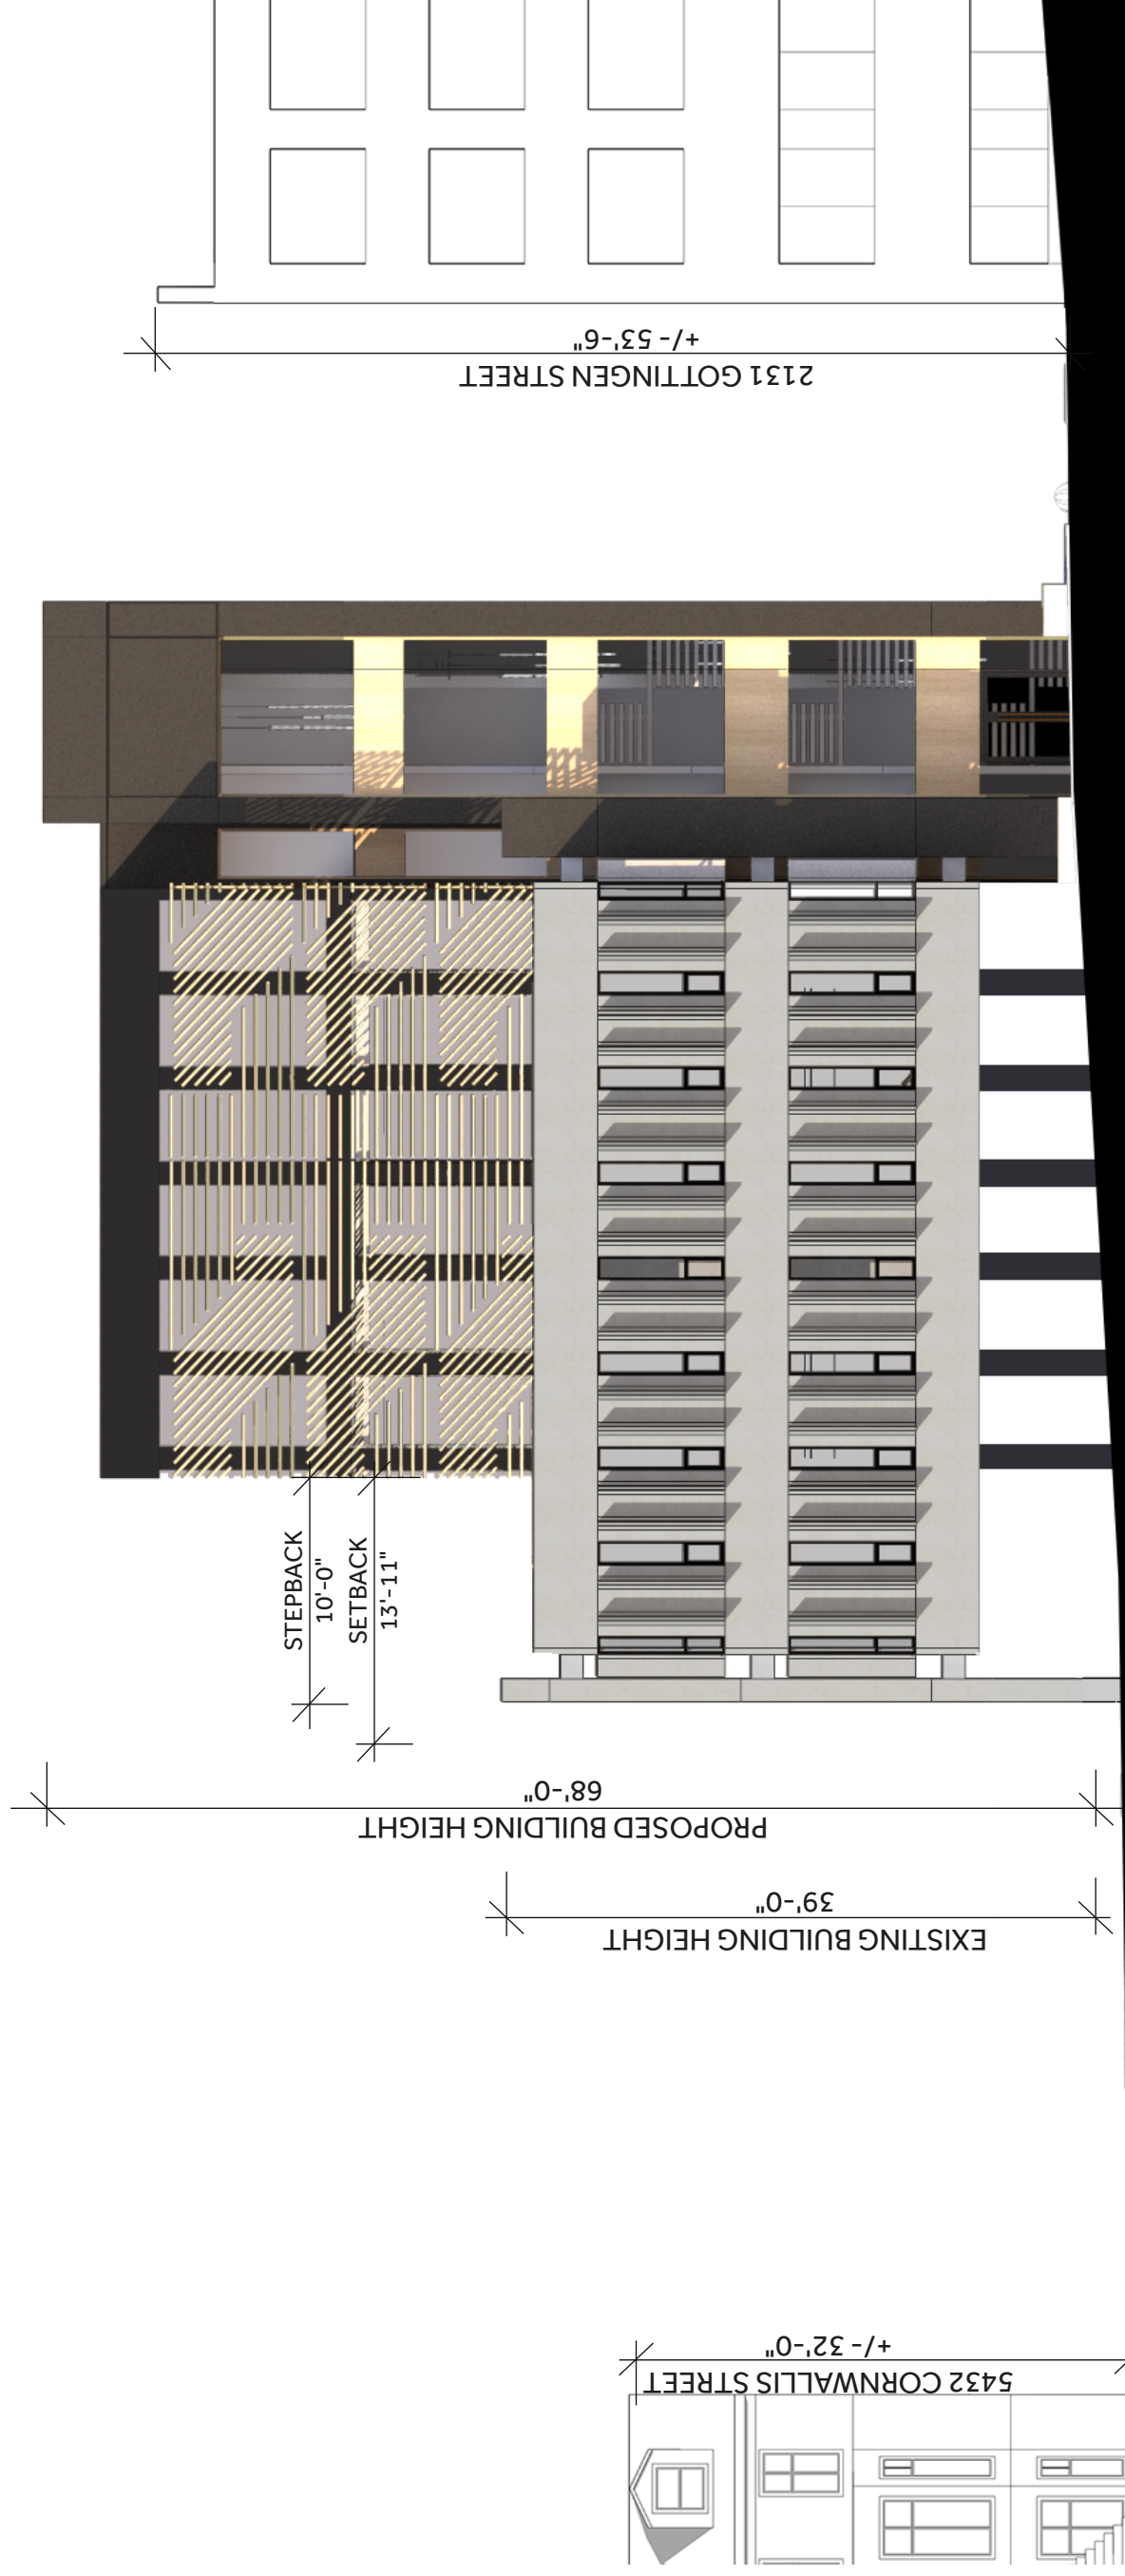 +/- 53'-6"
2131 GOTTINGEN STREET
STEPBACK
10'-0"
SETBACK
13'-11"
68'-0"
PROPOSED BUILDING HEIGHT
39'-0"
EXISTING BUILDING HEIGHT
+/- 32'-0"
5432 CORNWALLIS STREET